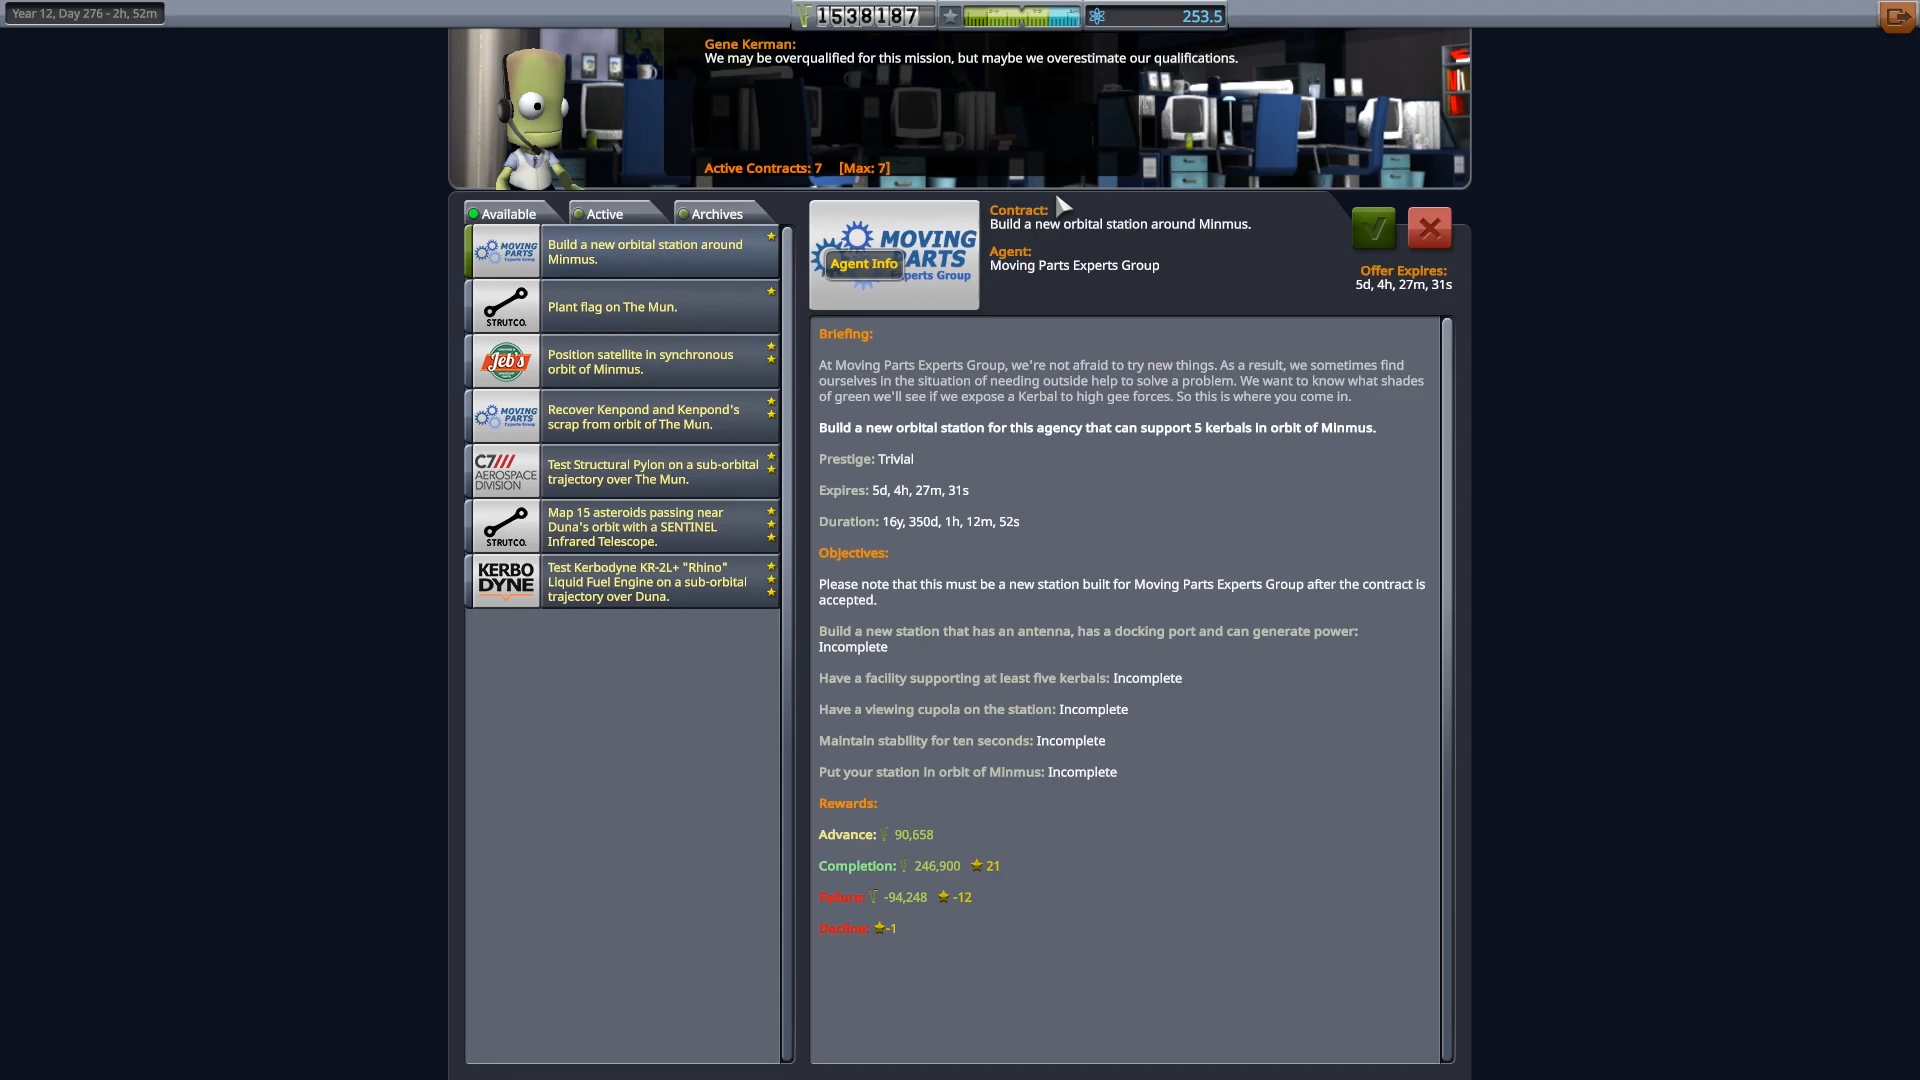 Year 12, Day 276 - 2h, 52m
1538187
253.5
Gene Kerman:
We may be overqualified for this mission, but maybe we overestimate our qualifications.
Active Contracts: 7 [Max: 7]
Available
Active
Archives
MOVING
PARTS
Experts Group
Build a new orbital station around
Minmus.
STRUTCO.
Plant flag on The Mun.
Jeb's
Position satellite in synchronous
orbit of Minmus.
MOVING
PARTS
Experts Group
Recover Kenpond and Kenpond's
scrap from orbit of The Mun.
C7///
AEROSPACE
DIVISION
Test Structural Pylon on a sub-orbital
trajectory over The Mun.
STRUTCO.
Map 15 asteroids passing near
Duna's orbit with a SENTINEL
Infrared Telescope.
KERBO
DYNE
Test Kerbodyne KR-2L+ "Rhino"
Liquid Fuel Engine on a sub-orbital
trajectory over Duna.
MOVING
ARTS
perts Group
Agent Info
Contract:
Build a new orbital station around Minmus.
Agent:
Moving Parts Experts Group
Offer Expires:
5d, 4h, 27m, 31s
Briefing:
At Moving Parts Experts Group, we're not afraid to try new things. As a result, we sometimes find
ourselves in the situation of needing outside help to solve a problem. We want to know what shades
of green we'll see if we expose a Kerbal to high gee forces. So this is where you come in.
Build a new orbital station for this agency that can support 5 kerbals in orbit of Minmus.
Prestige: Trivial
Expires: 5d, 4h, 27m, 31s
Duration: 16y, 350d, 1h, 12m, 52s
Objectives:
Please note that this must be a new station built for Moving Parts Experts Group after the contract is
accepted.
Build a new station that has an antenna, has a docking port and can generate power:
Incomplete
Have a facility supporting at least five kerbals: Incomplete
Have a viewing cupola on the station: Incomplete
Maintain stability for ten seconds: Incomplete
Put your station in orbit of Minmus: Incomplete
Rewards:
Advance: 90,658
Completion: 246,900 21
Failure: -94,248 -12
Decline: -1